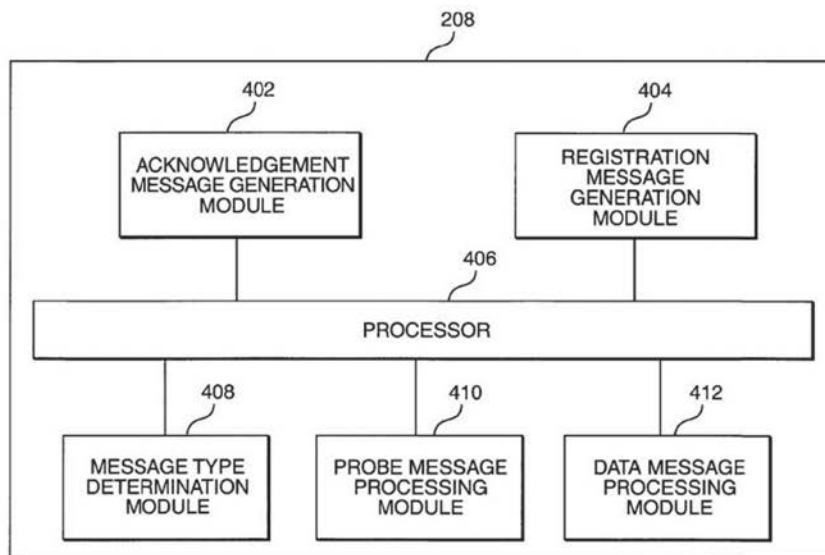 208
402
404
ACKNOWLEDGEMENT
MESSAGE GENERATION
MODULE
REGISTRATION
MESSAGE
GENERATION
MODULE
406
PROCESSOR
408
410
412
MESSAGE TYPE
DETERMINATION
MODULE
PROBE MESSAGE
PROCESSING
MODULE
DATA MESSAGE
PROCESSING
MODULE